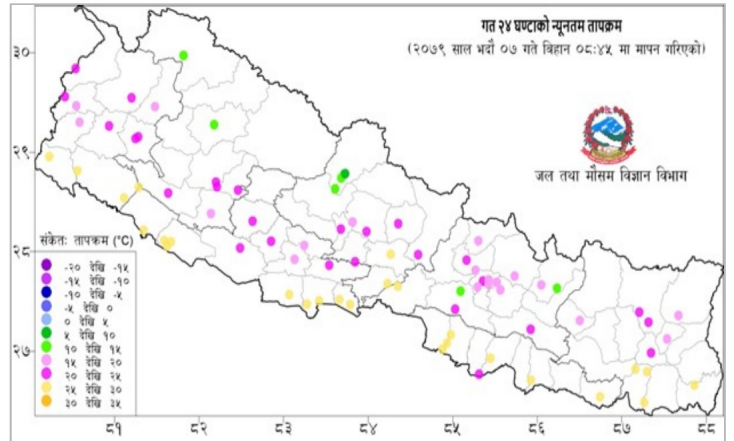 गत २४ घण्टाको न्यूनतम तापक्रम
(२०७९ साल भदौ ०७ गते बिहान ०८:४५ मा मापन गरिएको)
जल तथा मौसम विज्ञान विभाग
३०
२९
२८
२७
संकेतः तापक्रम (°C)
-२० देखि -१५
-१५ देखि -१०
-१० देखि -५
-५ देखि ०
० देखि ५
५ देखि १०
१० देखि १५
१५ देखि २०
२० देखि २५
२५ देखि ३०
३० देखि ३५
८१ ८२ ८३ ८४ ८५ ८६ ८७ ८८